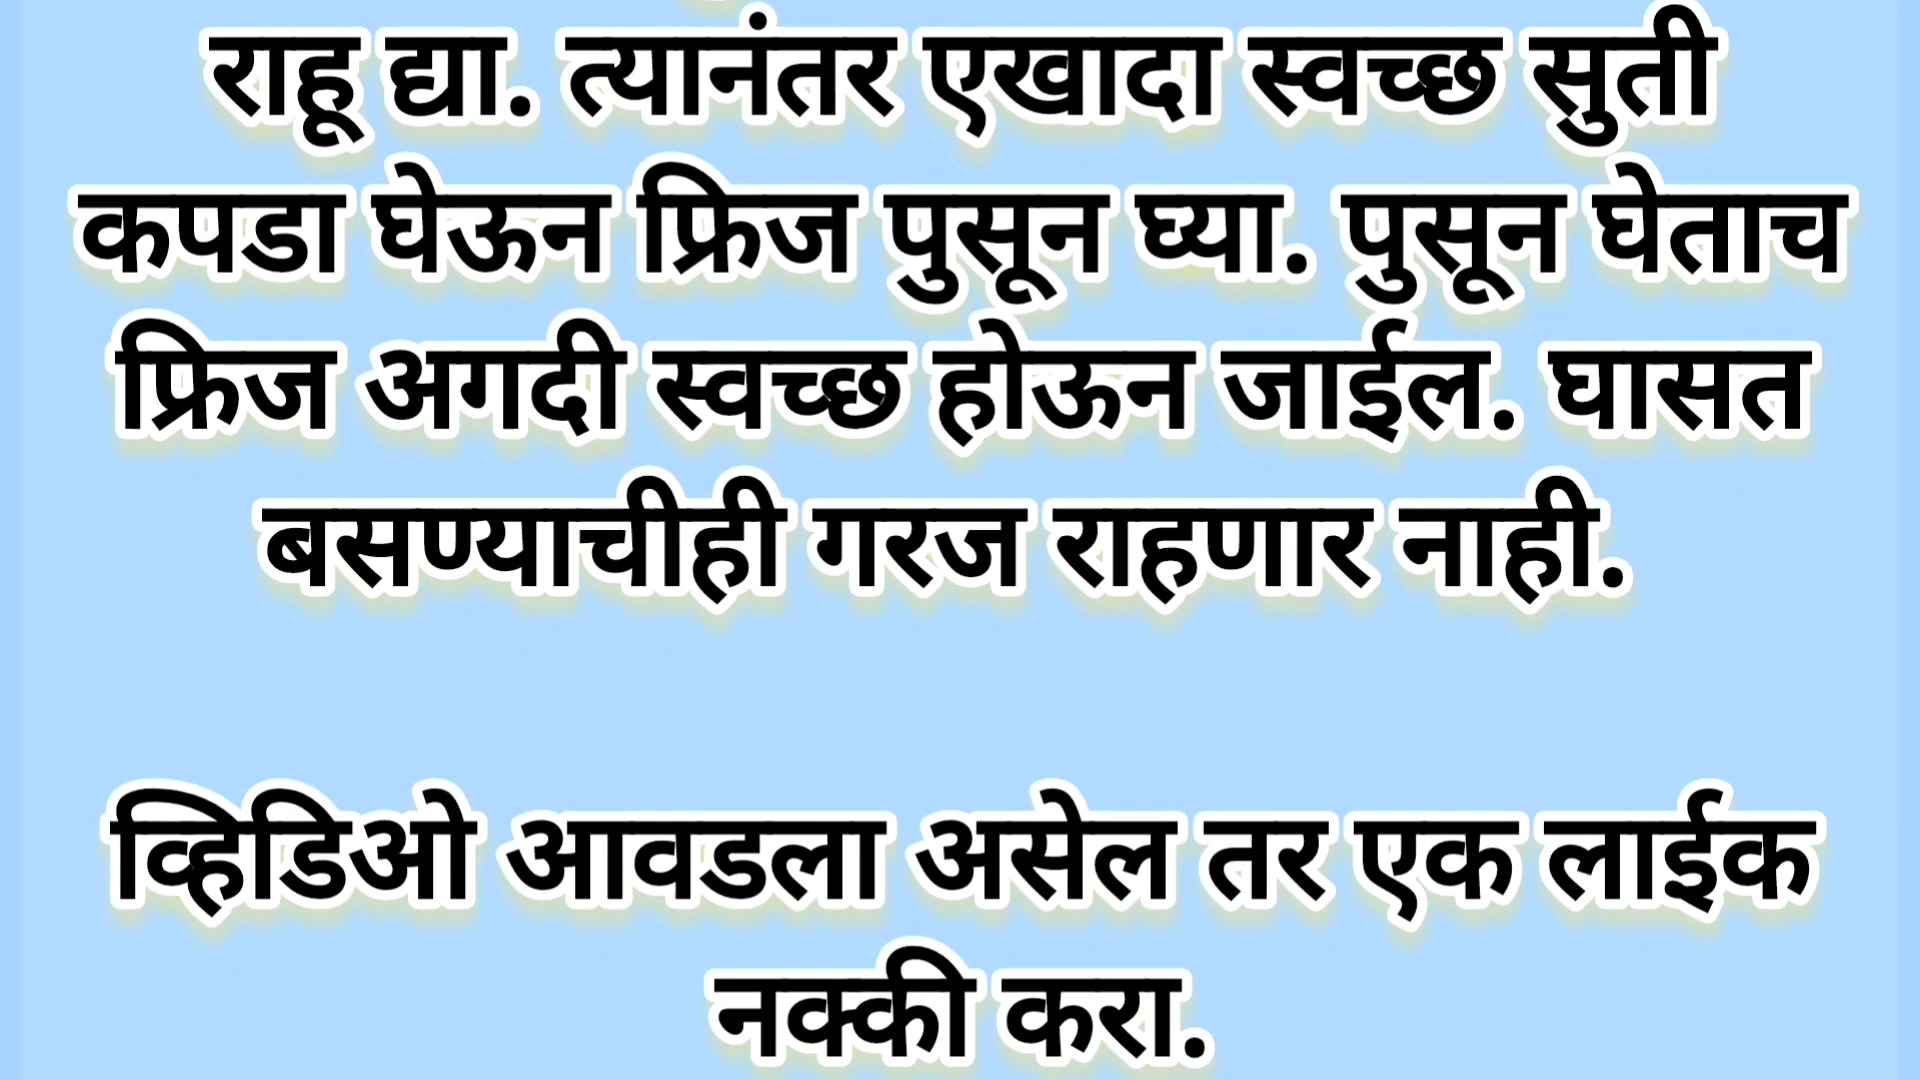 राहू द्या. त्यानंतर एखादा स्वच्छ सुती
कपडा घेऊन फ्रिज पुसून घ्या. पुसून घेताच
फ्रिज अगदी स्वच्छ होऊन जाईल. घासत
बसण्याचीही गरज राहणार नाही.
व्हिडिओ आवडला असेल तर एक लाईक
नक्की करा.